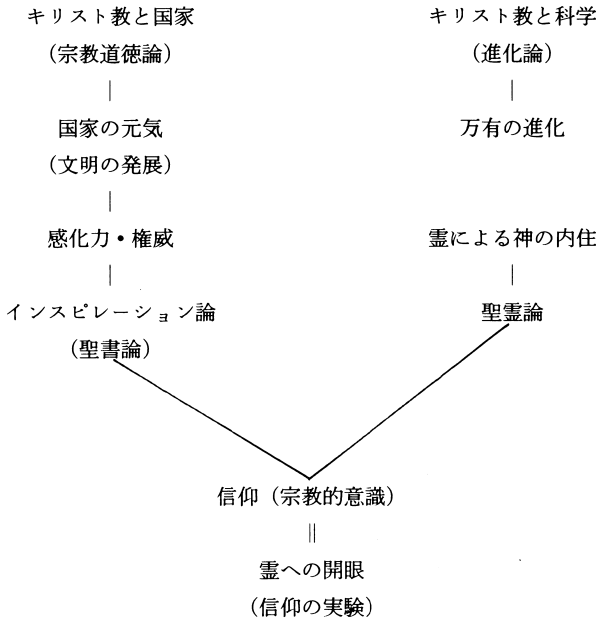 キリスト教と国家
（宗教道徳論）
国家の元気
（文明の発展）
感化力・権威
インスピレーション論
（聖書論）
キリスト教と科学
（進化論）
万有の進化
霊による神の内住
聖霊論
信仰（宗教的意識）
霊への開眼
（信仰の実験）